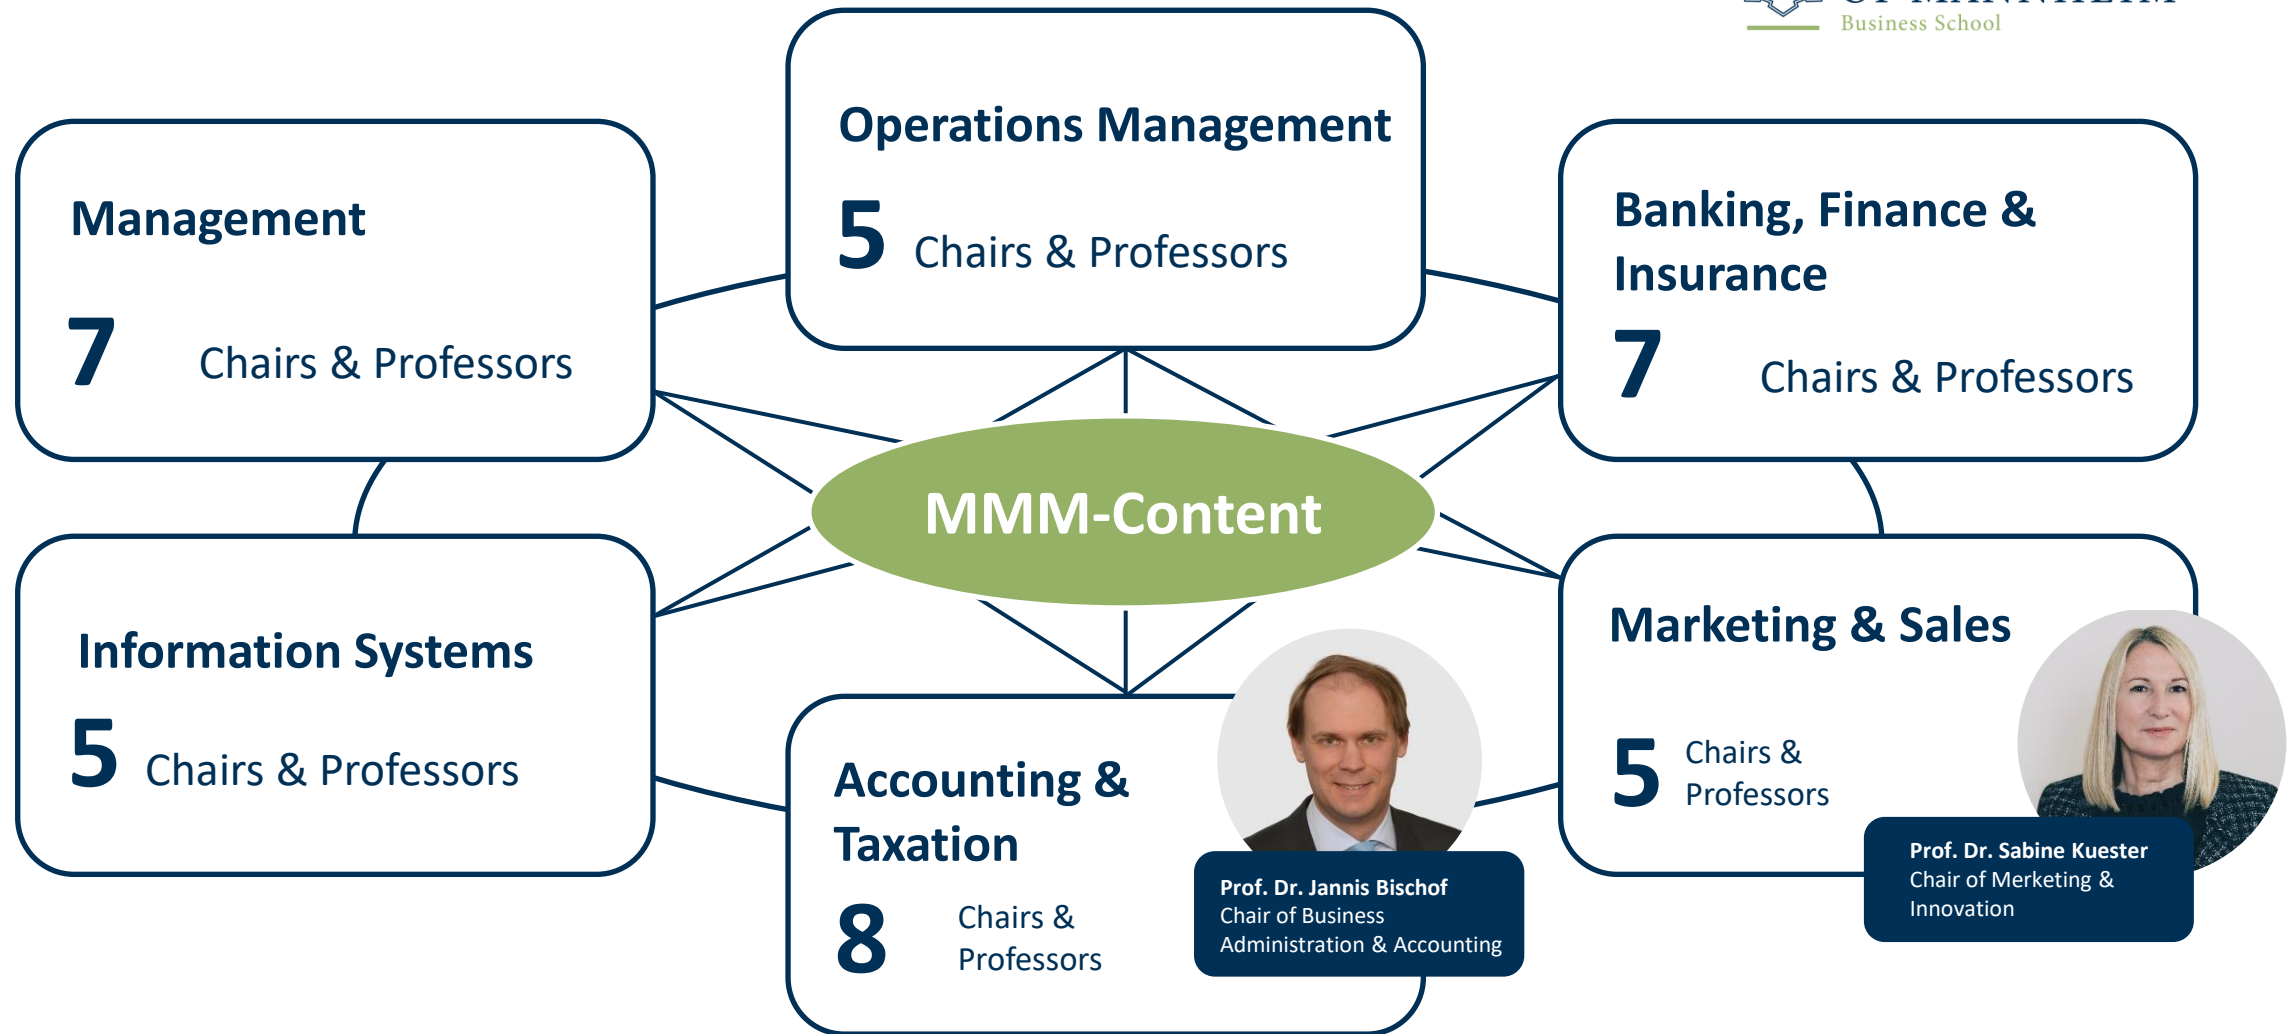 Business School
Operations Management
5 Chairs & Professors
Management
7 Chairs & Professors
Banking, Finance &
Insurance
7 Chairs & Professors
MMM-Content
Information Systems
5 Chairs & Professors
Marketing & Sales
5 Chairs &
Professors
Prof. Dr. Sabine Kuester
Chair of Merketing &
Innovation
Accounting &
Taxation
8 Chairs &
Professors
Prof. Dr. Jannis Bischof
Chair of Business
Administration & Accounting